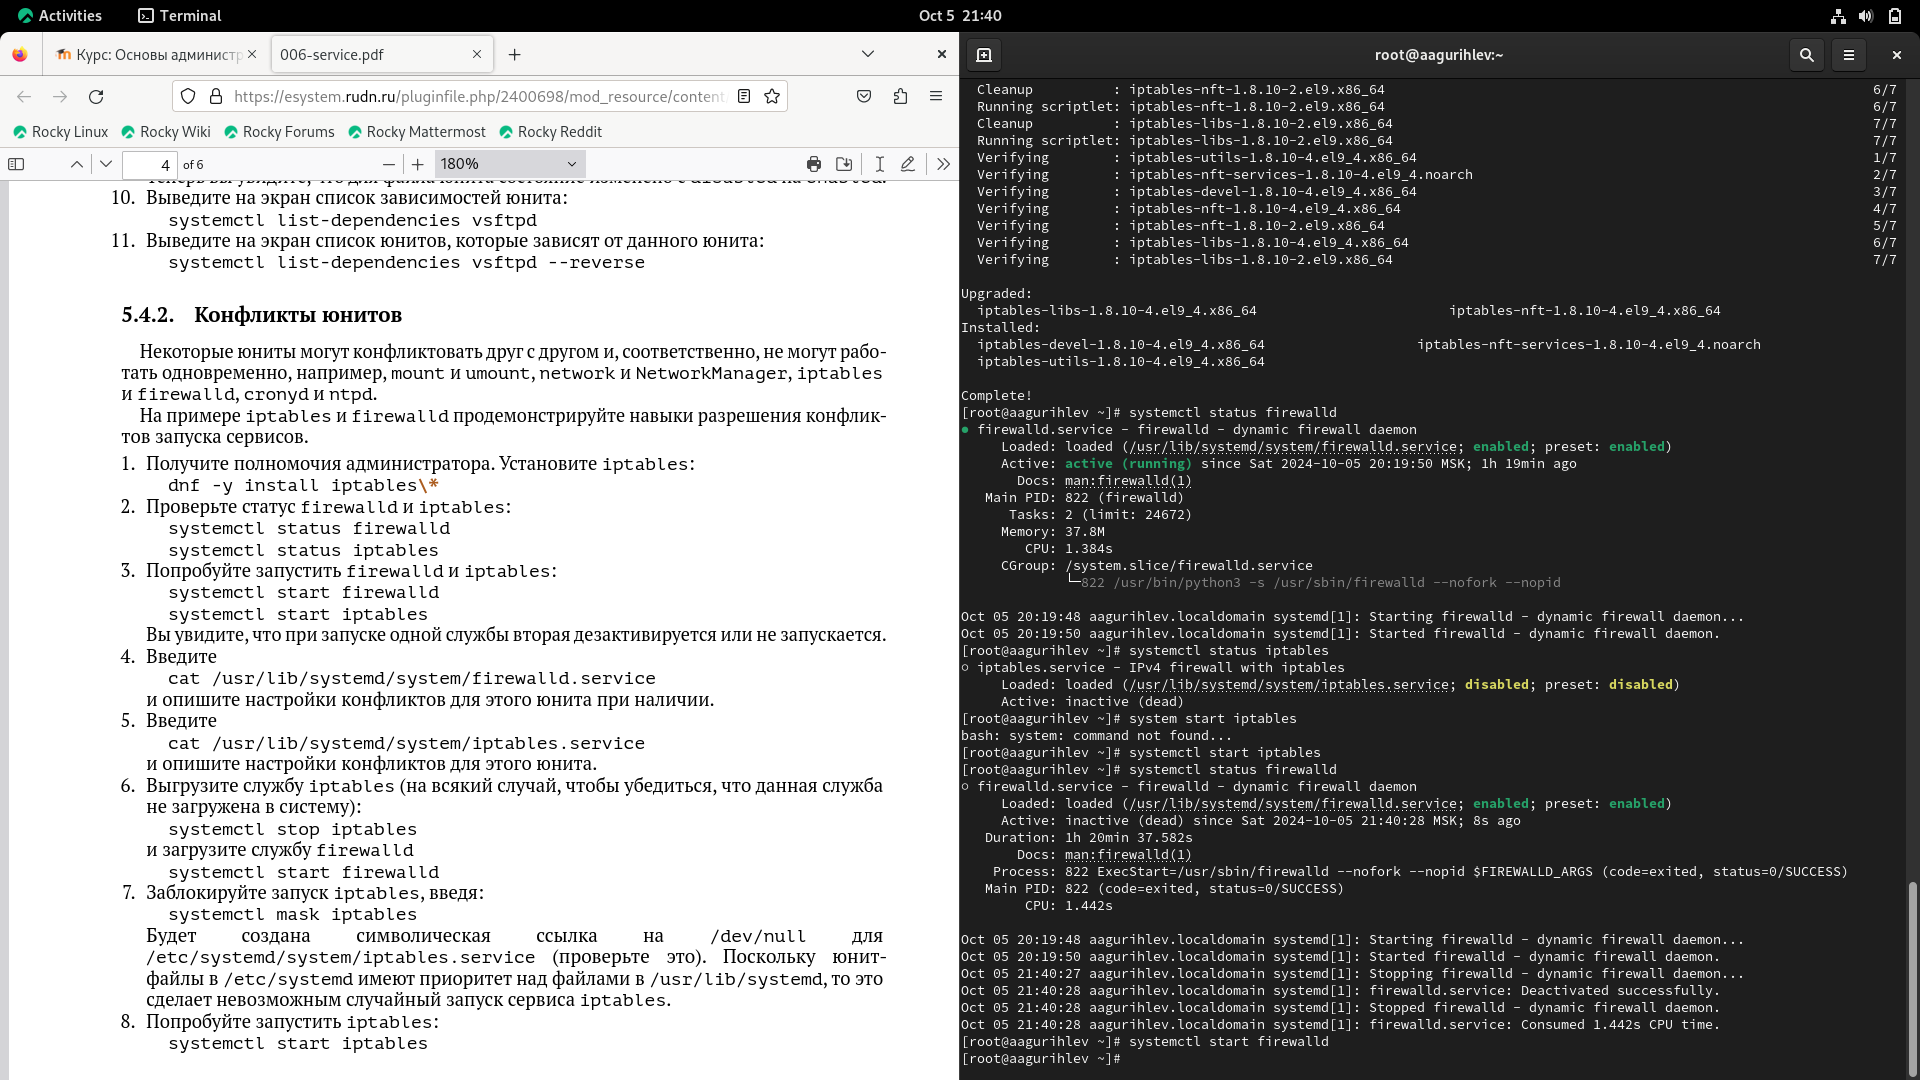 Activities
Terminal
Oct 5 21:40
Курс: Основы администр
006-service.pdf
https://esystem.rudn.ru/pluginfile.php/2400698/mod_resource/content
Rocky Linux
Rocky Wiki
Rocky Forums
Rocky Mattermost
Rocky Reddit
4 of 6
180%
10. Выведите на экран список зависимостей юнита:
systemctl list-dependencies vsftpd
11. Выведите на экран список юнитов, которые зависят от данного юнита:
systemctl list-dependencies vsftpd --reverse
5.4.2. Конфликты юнитов
Некоторые юниты могут конфликтовать друг с другом и, соответственно, не могут рабо-
тать одновременно, например, mount и umount, network и NetworkManager, iptables
и firewalld, cronyd и ntpd.
На примере iptables и firewalld продемонстрируйте навыки разрешения конфлик-
тов запуска сервисов.
1. Получите полномочия администратора. Установите iptables:
dnf -y install iptables\*
2. Проверьте статус firewalld и iptables:
systemctl status firewalld
systemctl status iptables
3. Попробуйте запустить firewalld и iptables:
systemctl start firewalld
systemctl start iptables
Вы увидите, что при запуске одной службы вторая дезактивируется или не запускается.
4. Введите
cat /usr/lib/systemd/system/firewalld.service
и опишите настройки конфликтов для этого юнита при наличии.
5. Введите
cat /usr/lib/systemd/system/iptables.service
и опишите настройки конфликтов для этого юнита.
6. Выгрузите службу iptables (на всякий случай, чтобы убедиться, что данная служба
не загружена в систему):
systemctl stop iptables
и загрузите службу firewalld
systemctl start firewalld
7. Заблокируйте запуск iptables, введя:
systemctl mask iptables
Будет создана символическая ссылка на /dev/null для
/etc/systemd/system/iptables.service (проверьте это). Поскольку юнит-
файлы в /etc/systemd имеют приоритет над файлами в /usr/lib/systemd, то это
сделает невозможным случайный запуск сервиса iptables.
8. Попробуйте запустить iptables:
systemctl start iptables
root@aagurihlev:~
Cleanup : iptables-nft-1.8.10-2.el9.x86_64 6/7
Running scriptlet: iptables-nft-1.8.10-2.el9.x86_64 6/7
Cleanup : iptables-libs-1.8.10-2.el9.x86_64 7/7
Running scriptlet: iptables-libs-1.8.10-2.el9.x86_64 7/7
Verifying : iptables-utils-1.8.10-4.el9_4.x86_64 1/7
Verifying : iptables-nft-services-1.8.10-4.el9_4.noarch 2/7
Verifying : iptables-devel-1.8.10-4.el9_4.x86_64 3/7
Verifying : iptables-nft-1.8.10-4.el9_4.x86_64 4/7
Verifying : iptables-nft-1.8.10-2.el9.x86_64 5/7
Verifying : iptables-libs-1.8.10-4.el9_4.x86_64 6/7
Verifying : iptables-libs-1.8.10-2.el9.x86_64 7/7
Upgraded:
iptables-libs-1.8.10-4.el9_4.x86_64 iptables-nft-1.8.10-4.el9_4.x86_64
Installed:
iptables-devel-1.8.10-4.el9_4.x86_64 iptables-nft-services-1.8.10-4.el9_4.noarch
iptables-utils-1.8.10-4.el9_4.x86_64
Complete!
[root@aagurihlev ~]# systemctl status firewalld
● firewalld.service - firewalld - dynamic firewall daemon
Loaded: loaded (/usr/lib/systemd/system/firewalld.service; enabled; preset: enabled)
Active: active (running) since Sat 2024-10-05 20:19:50 MSK; 1h 19min ago
Docs: man:firewalld(1)
Main PID: 822 (firewalld)
Tasks: 2 (limit: 24672)
Memory: 37.8M
CPU: 1.384s
CGroup: /system.slice/firewalld.service
└─822 /usr/bin/python3 -s /usr/sbin/firewalld --nofork --nopid
Oct 05 20:19:48 aagurihlev.localdomain systemd[1]: Starting firewalld - dynamic firewall daemon...
Oct 05 20:19:50 aagurihlev.localdomain systemd[1]: Started firewalld - dynamic firewall daemon.
[root@aagurihlev ~]# systemctl status iptables
○ iptables.service - IPv4 firewall with iptables
Loaded: loaded (/usr/lib/systemd/system/iptables.service; disabled; preset: disabled)
Active: inactive (dead)
[root@aagurihlev ~]# system start iptables
bash: system: command not found...
[root@aagurihlev ~]# systemctl start iptables
[root@aagurihlev ~]# systemctl status firewalld
○ firewalld.service - firewalld - dynamic firewall daemon
Loaded: loaded (/usr/lib/systemd/system/firewalld.service; enabled; preset: enabled)
Active: inactive (dead) since Sat 2024-10-05 21:40:28 MSK; 8s ago
Duration: 1h 20min 37.582s
Docs: man:firewalld(1)
Process: 822 ExecStart=/usr/sbin/firewalld --nofork --nopid $FIREWALLD_ARGS (code=exited, status=0/SUCCESS)
Main PID: 822 (code=exited, status=0/SUCCESS)
CPU: 1.442s
Oct 05 20:19:48 aagurihlev.localdomain systemd[1]: Starting firewalld - dynamic firewall daemon...
Oct 05 20:19:50 aagurihlev.localdomain systemd[1]: Started firewalld - dynamic firewall daemon.
Oct 05 21:40:27 aagurihlev.localdomain systemd[1]: Stopping firewalld - dynamic firewall daemon...
Oct 05 21:40:28 aagurihlev.localdomain systemd[1]: firewalld.service: Deactivated successfully.
Oct 05 21:40:28 aagurihlev.localdomain systemd[1]: Stopped firewalld - dynamic firewall daemon.
Oct 05 21:40:28 aagurihlev.localdomain systemd[1]: firewalld.service: Consumed 1.442s CPU time.
[root@aagurihlev ~]# systemctl start firewalld
[root@aagurihlev ~]#